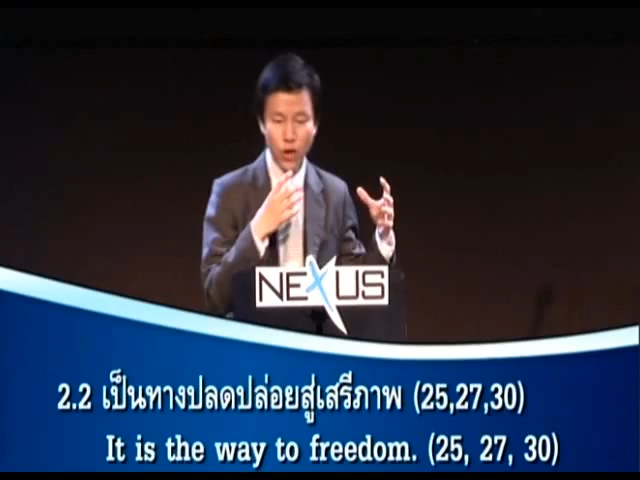 NEXUS
2.2 เป็นทางปลดปล่อยสู่เสรีภาพ (25,27,30)
It is the way to freedom. (25, 27, 30)